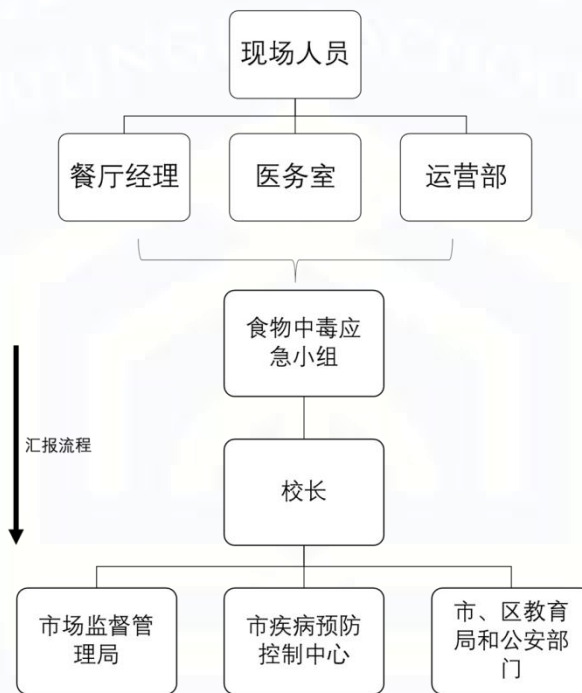 现场人员
餐厅经理
医务室
运营部
食物中毒应
急小组
汇报流程
校长
市场监督管
理局
市疾病预防
控制中心
市、区教育
局和公安部
门